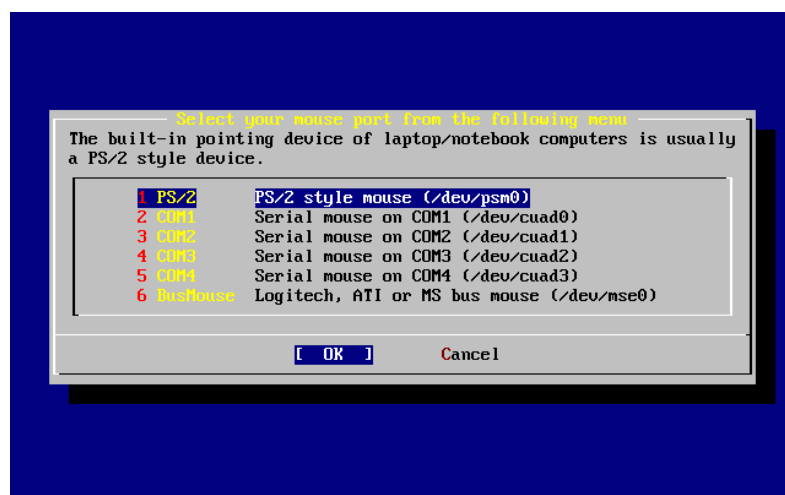 Select your mouse port from the following menu
The built-in pointing device of laptop/notebook computers is usually
a PS/2 style device.
1 PS/2 PS/2 style mouse (/dev/psm0)
2 COM1 Serial mouse on COM1 (/dev/cuad0)
3 COM2 Serial mouse on COM2 (/dev/cuad1)
4 COM3 Serial mouse on COM3 (/dev/cuad2)
5 COM4 Serial mouse on COM4 (/dev/cuad3)
6 BusMouse Logitech, ATI or MS bus mouse (/dev/mse0)
[ OK ] Cancel